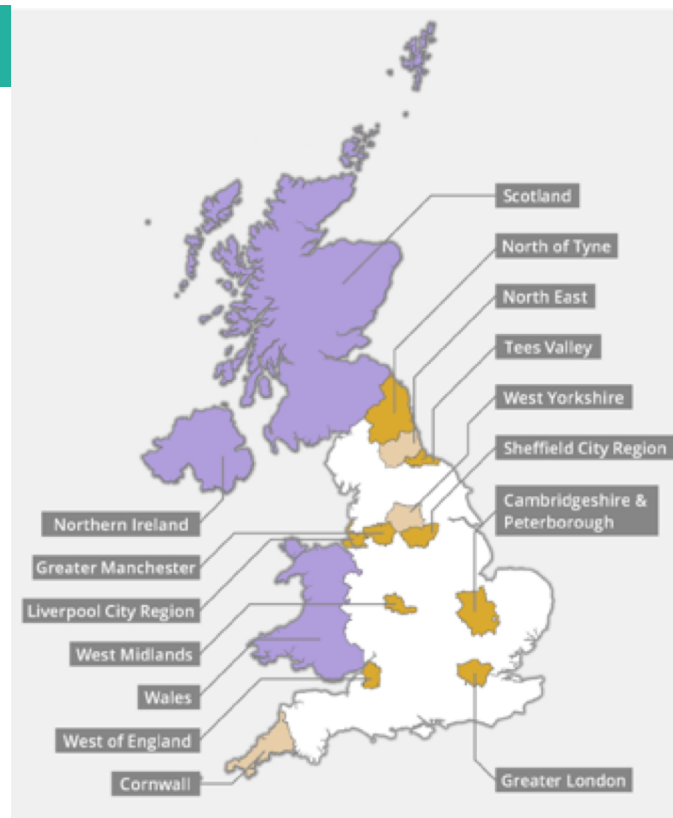 Scotland
North of Tyne
North East
Tees Valley
West Yorkshire
Sheffield City Region
Cambridgeshire &
Peterborough
Northern Ireland
Greater Manchester
Liverpool City Region
West Midlands
Wales
West of England
Cornwall
Greater London